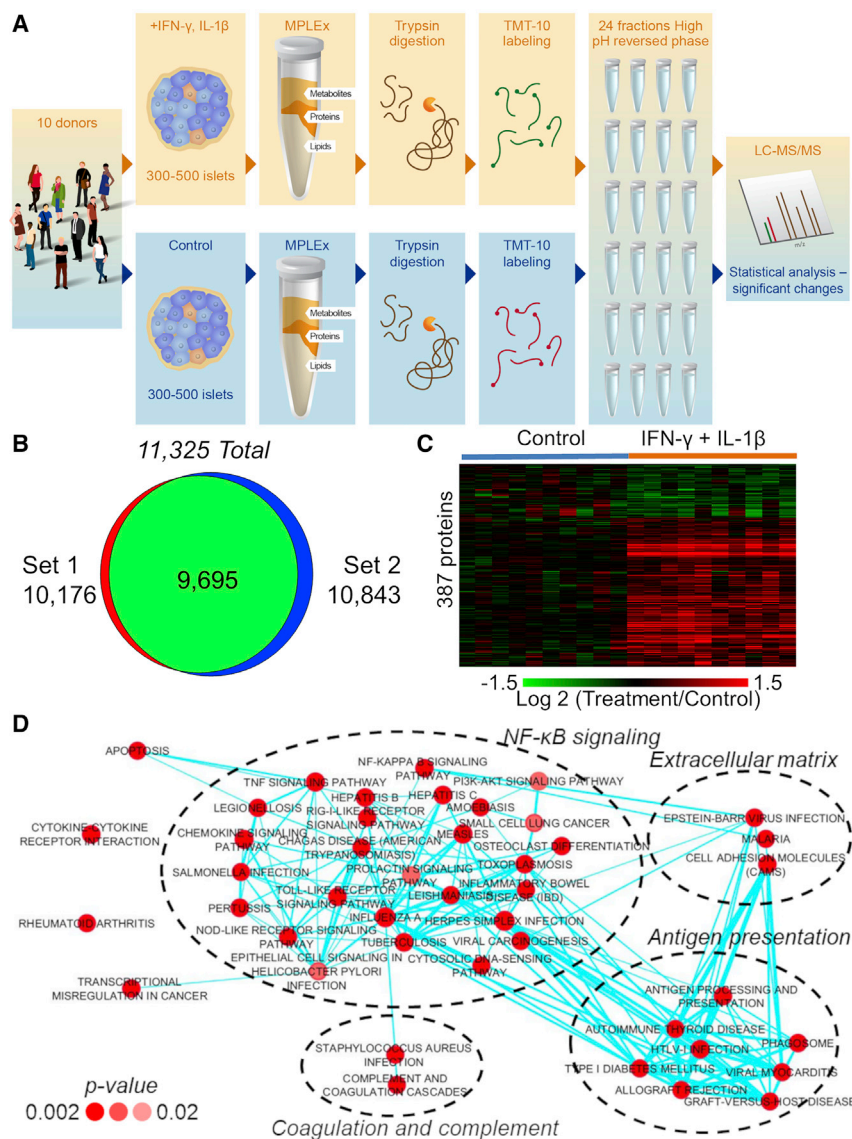 A
10 donors
+IFN-γ, IL-1β
300-500 islets
MPLEx
Metabolites
Proteins
Lipids
Trypsin
digestion
TMT-10
labeling
24 fractions High
pH reversed phase
LC-MS/MS
m/z
Statistical analysis –
significant changes
Control
300-500 islets
MPLEx
Metabolites
Proteins
Lipids
Trypsin
digestion
TMT-10
labeling
B
11,325 Total
Set 1
10,176
9,695
Set 2
10,843
C
Control
IFN-γ + IL-1β
387 proteins
-1.5
1.5
Log 2 (Treatment/Control)
D
NF-κB signaling
APOPTOSIS
CYTOKINE-CYTOKINE
RECEPTOR INTERACTION
RHEUMATOID ARTHRITIS
TRANSCRIPTIONAL
MISREGULATION IN CANCER
NF-KAPPA B SIGNALING
PATHWAY
PI3K-AKT SIGNALING PATHWAY
TNF SIGNALING PATHWAY
HEPATITIS B
HEPATITIS C
LEGIONELLOSIS
RIG-I-LIKE RECEPTOR
SIGNALING PATHWAY
AMOEBIASIS
SMALL CELL LUNG CANCER
CHEMOKINE SIGNALING
PATHWAY
MEASLES
CHAGAS DISEASE (AMERICAN
TRYPANOSOMIASIS)
OSTEOCLAST DIFFERENTIATION
SALMONELLA INFECTION
PROLACTIN SIGNALING
PATHWAY
TOXOPLASMOSIS
TOLL-LIKE RECEPTOR
SIGNALING PATHWAY
LEISHMANIASIS
INFLAMMATORY BOWEL
DISEASE (IBD)
PERTUSSIS
INFLUENZA A
HERPES SIMPLEX INFECTION
NOD-LIKE RECEPTOR SIGNALING
PATHWAY
TUBERCULOSIS
VIRAL CARCINOGENESIS
EPITHELIAL CELL SIGNALING IN
HELICOBACTER PYLORI
INFECTION
CYTOSOLIC DNA-SENSING
PATHWAY
Extracellular matrix
EPSTEIN-BARR VIRUS INFECTION
MALARIA
CELL ADHESION MOLECULES
(CAMS)
Antigen presentation
ANTIGEN PROCESSING AND
PRESENTATION
AUTOIMMUNE THYROID DISEASE
HTLV-I INFECTION
PHAGOSOME
TYPE I DIABETES MELLITUS
VIRAL MYOCARDITIS
ALLOGRAFT REJECTION
GRAFT-VERSUS-HOST DISEASE
STAPHYLOCOCCUS AUREUS
INFECTION
COMPLEMENT AND
COAGULATION CASCADES
Coagulation and complement
p-value
0.002
0.02